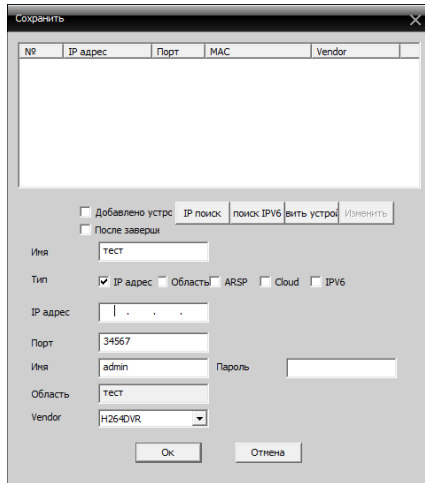 Сохранить
№ IP адрес Порт MAC Vendor
Добавлено устрс IP поиск поиск IPV6 вить устрой Изменить
После заверше
Имя тест
Тип IP адрес Область ARSP Cloud IPV6
IP адрес . . .
Порт 34567
Имя admin Пароль
Область тест
Vendor H264DVR
Ок Отмена